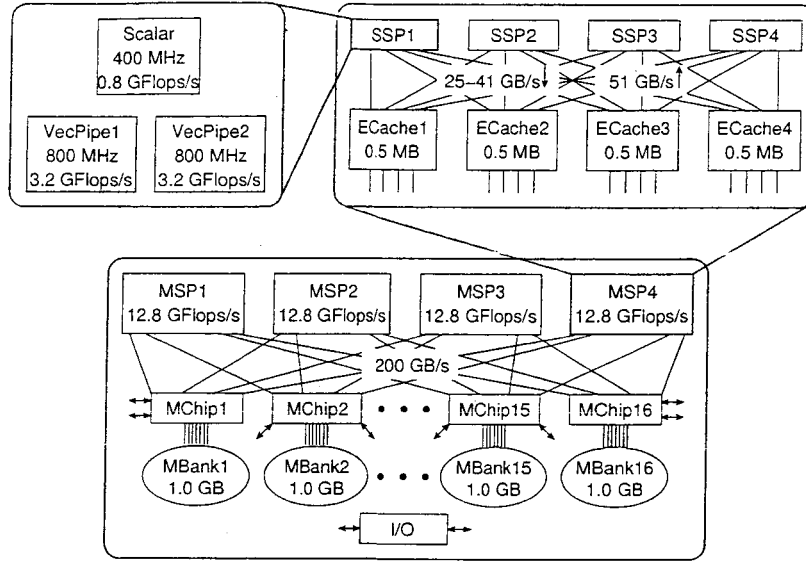 Scalar
400 MHz
0.8 GFlops/s
VecPipe1
800 MHz
3.2 GFlops/s
VecPipe2
800 MHz
3.2 GFlops/s
SSP1
SSP2
SSP3
SSP4
25–41 GB/s
51 GB/s
ECache1
0.5 MB
ECache2
0.5 MB
ECache3
0.5 MB
ECache4
0.5 MB
MSP1
12.8 GFlops/s
MSP2
12.8 GFlops/s
MSP3
12.8 GFlops/s
MSP4
12.8 GFlops/s
200 GB/s
MChip1
MChip2
MChip15
MChip16
MBank1
1.0 GB
MBank2
1.0 GB
MBank15
1.0 GB
MBank16
1.0 GB
I/O